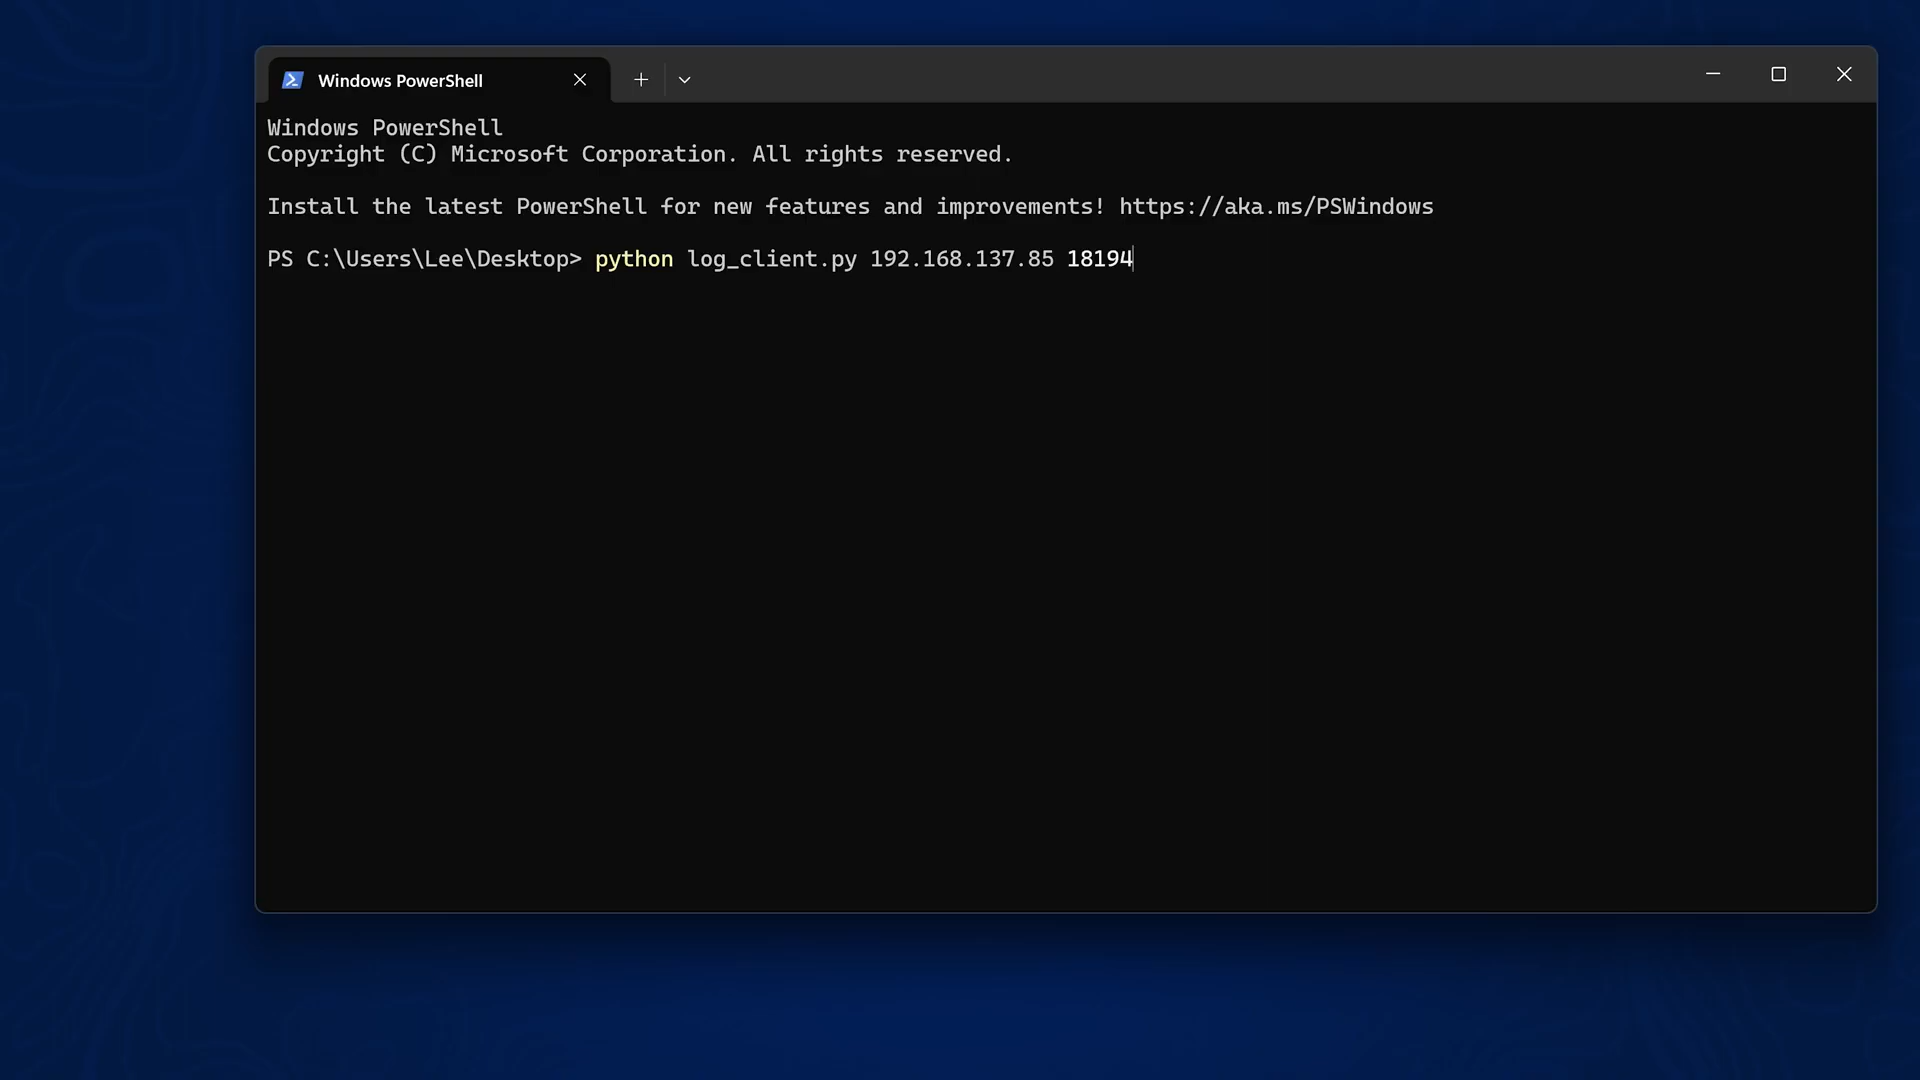 Windows PowerShell
Windows PowerShell
Copyright (C) Microsoft Corporation. All rights reserved.
Install the latest PowerShell for new features and improvements! https://aka.ms/PSWindows
PS C:\Users\Lee\Desktop> python log_client.py 192.168.137.85 18194